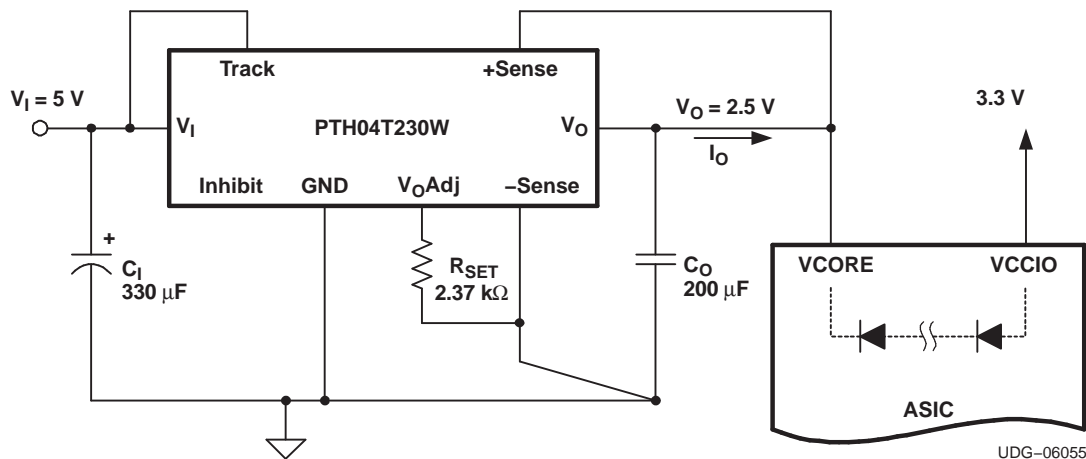 Track
+Sense
V_I = 5 V
V_I
PTH04T230W
V_O
V_O = 2.5 V
I_O
3.3 V
Inhibit
GND
V_OAdj
−Sense
+
C_I
330 μF
R_SET
2.37 kΩ
C_O
200 μF
VCORE
VCCIO
ASIC
UDG−06055